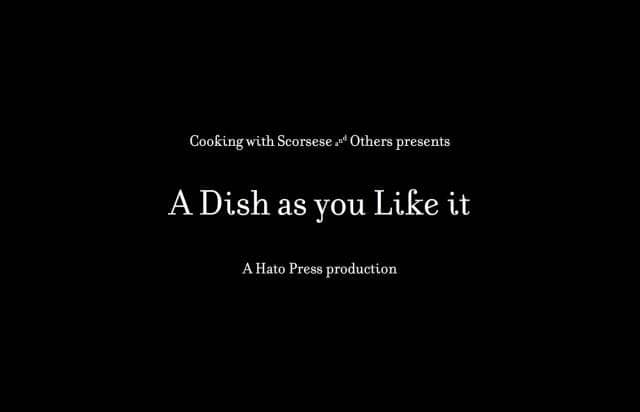 Cooking with Scorsese and Others presents
A Dish as you Like it
A Hato Press production